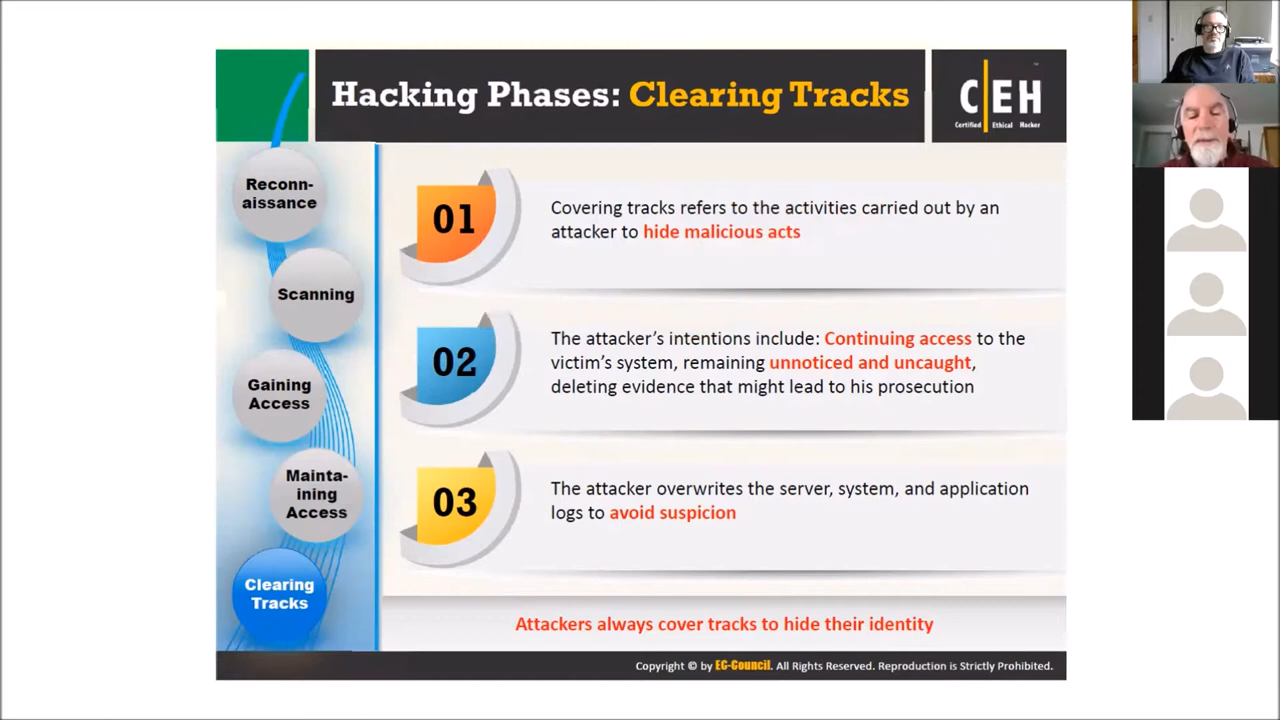 Hacking Phases: Clearing Tracks
C|EH
Certified Ethical Hacker
Reconn-
aissance
Scanning
Gaining
Access
Mainta-
ining
Access
Clearing
Tracks
01
Covering tracks refers to the activities carried out by an
attacker to hide malicious acts
02
The attacker's intentions include: Continuing access to the
victim's system, remaining unnoticed and uncaught,
deleting evidence that might lead to his prosecution
03
The attacker overwrites the server, system, and application
logs to avoid suspicion
Attackers always cover tracks to hide their identity
Copyright © by EC-Council. All Rights Reserved. Reproduction is Strictly Prohibited.